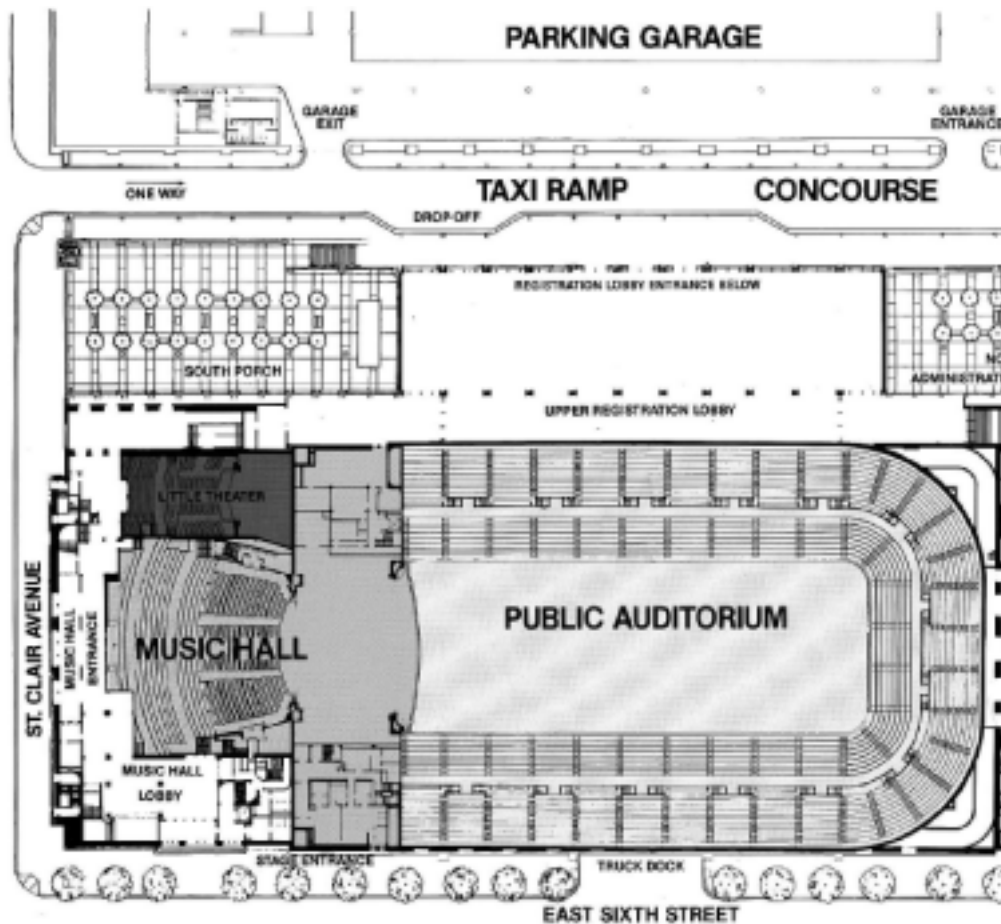 PARKING GARAGE
GARAGE
EXIT
GARAGE
ENTRANCE
ONE WAY
TAXI RAMP
CONCOURSE
DROP-OFF
REGISTRATION LOBBY ENTRANCE BELOW
SOUTH PORCH
NO
ADMINISTRAT
UPPER REGISTRATION LOBBY
LITTLE THEATER
ST. CLAIR AVENUE
MUSIC HALL
ENTRANCE
MUSIC HALL
PUBLIC AUDITORIUM
MUSIC HALL
LOBBY
STAGE ENTRANCE
TRUCK DOCK
EAST SIXTH STREET